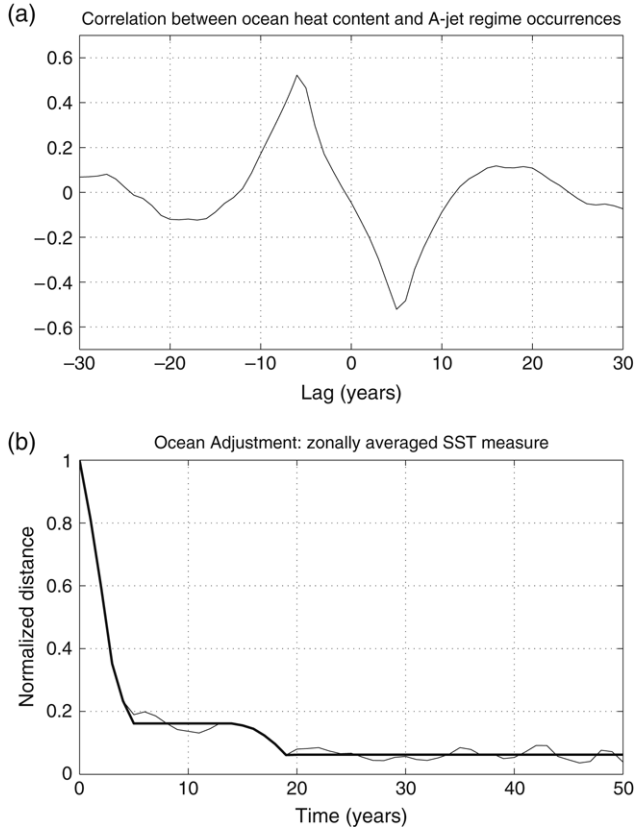 (a)
Correlation between ocean heat content and A-jet regime occurrences
0.6
0.4
0.2
0
−0.2
−0.4
−0.6
−30 −20 −10 0 10 20 30
Lag (years)
(b)
Ocean Adjustment: zonally averaged SST measure
Normalized distance
1
0.8
0.6
0.4
0.2
0
0 10 20 30 40 50
Time (years)